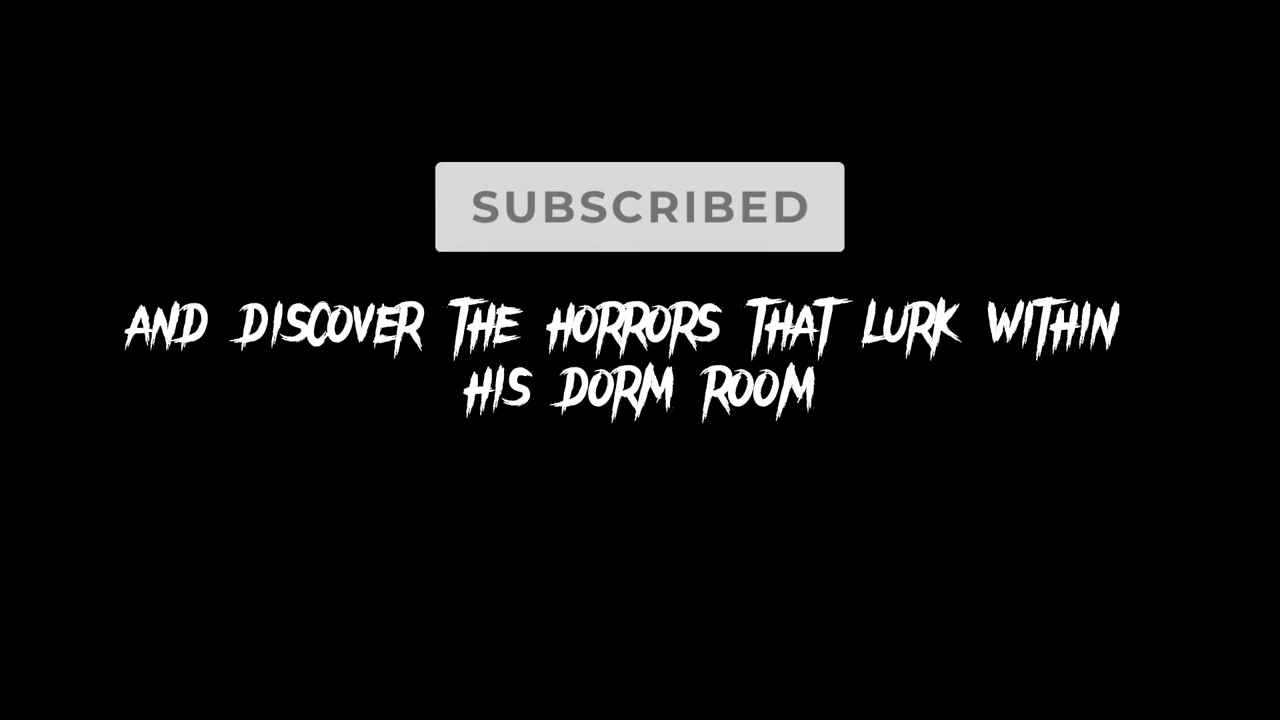 SUBSCRIBED
AND DISCOVER THE HORRORS THAT LURK WITHIN
HIS DORM ROOM